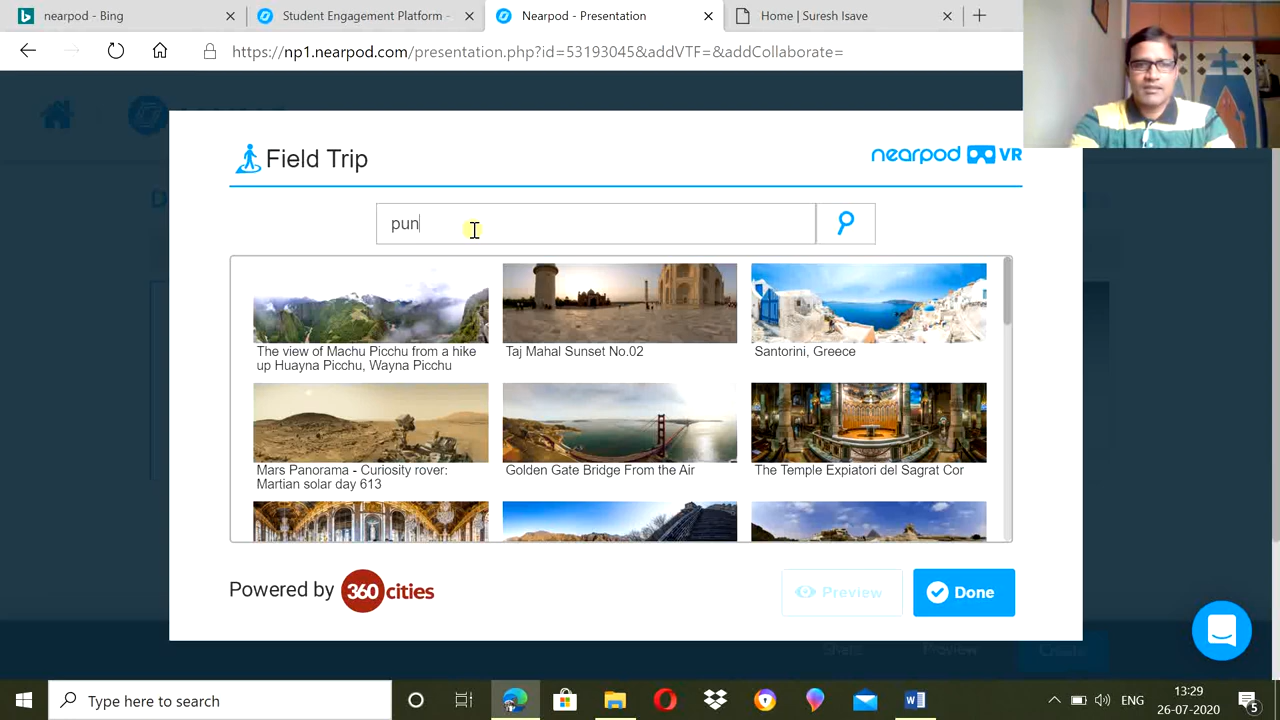 nearpod - Bing
Student Engagement Platform -
Nearpod - Presentation
Home | Suresh Isave
https://np1.nearpod.com/presentation.php?id=53193045&addVTF=&addCollaborate=
Field Trip
nearpod VR
pun
The view of Machu Picchu from a hike
up Huayna Picchu, Wayna Picchu
Taj Mahal Sunset No.02
Santorini, Greece
Mars Panorama - Curiosity rover:
Martian solar day 613
Golden Gate Bridge From the Air
The Temple Expiatori del Sagrat Cor
Powered by 360 cities
Preview
Done
Share
Preview
Create
Type here to search
ENG
13:29
26-07-2020
5